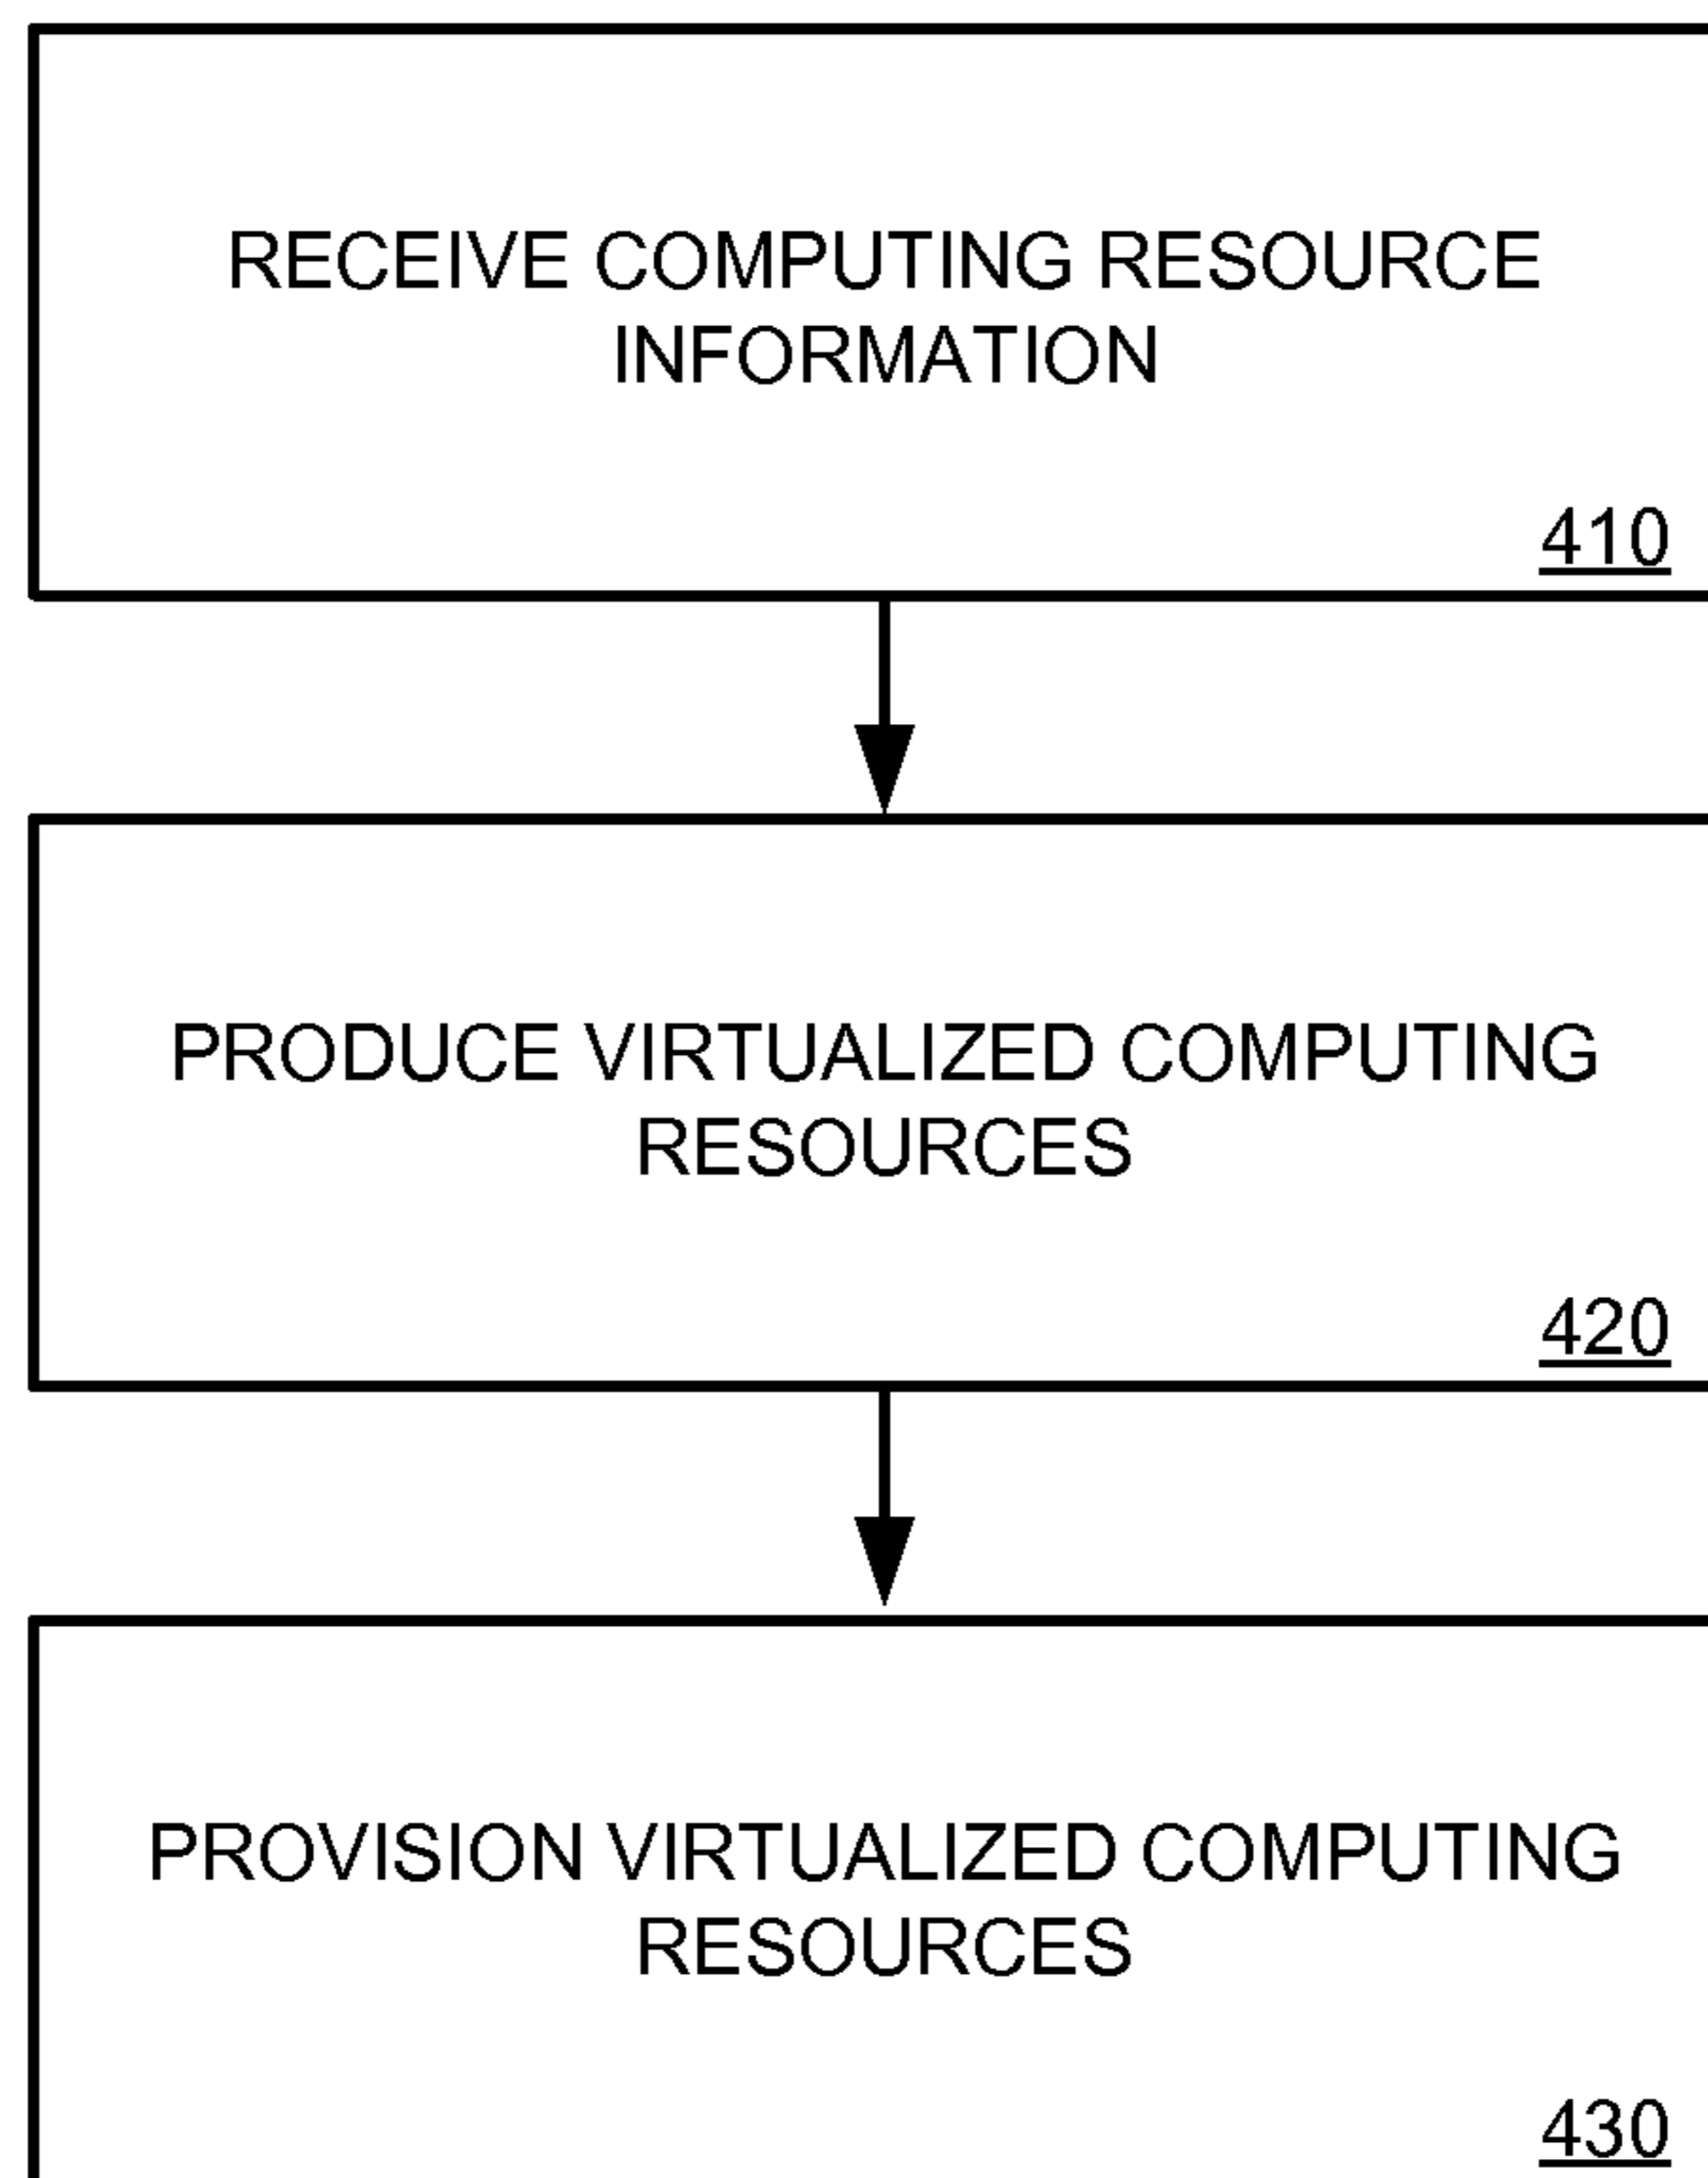 RECEIVE COMPUTING RESOURCE
INFORMATION
410
PRODUCE VIRTUALIZED COMPUTING
RESOURCES
420
PROVISION VIRTUALIZED COMPUTING
RESOURCES
430